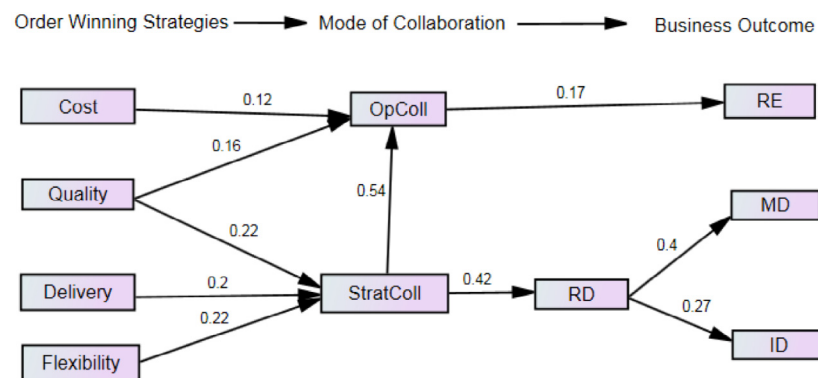 Order Winning Strategies Mode of Collaboration Business Outcome
Cost 0.12 OpColl 0.17 RE
0.16
Quality 0.54 MD
0.22 0.4
Delivery 0.2 StratColl 0.42 RD
0.22 0.27
Flexibility ID